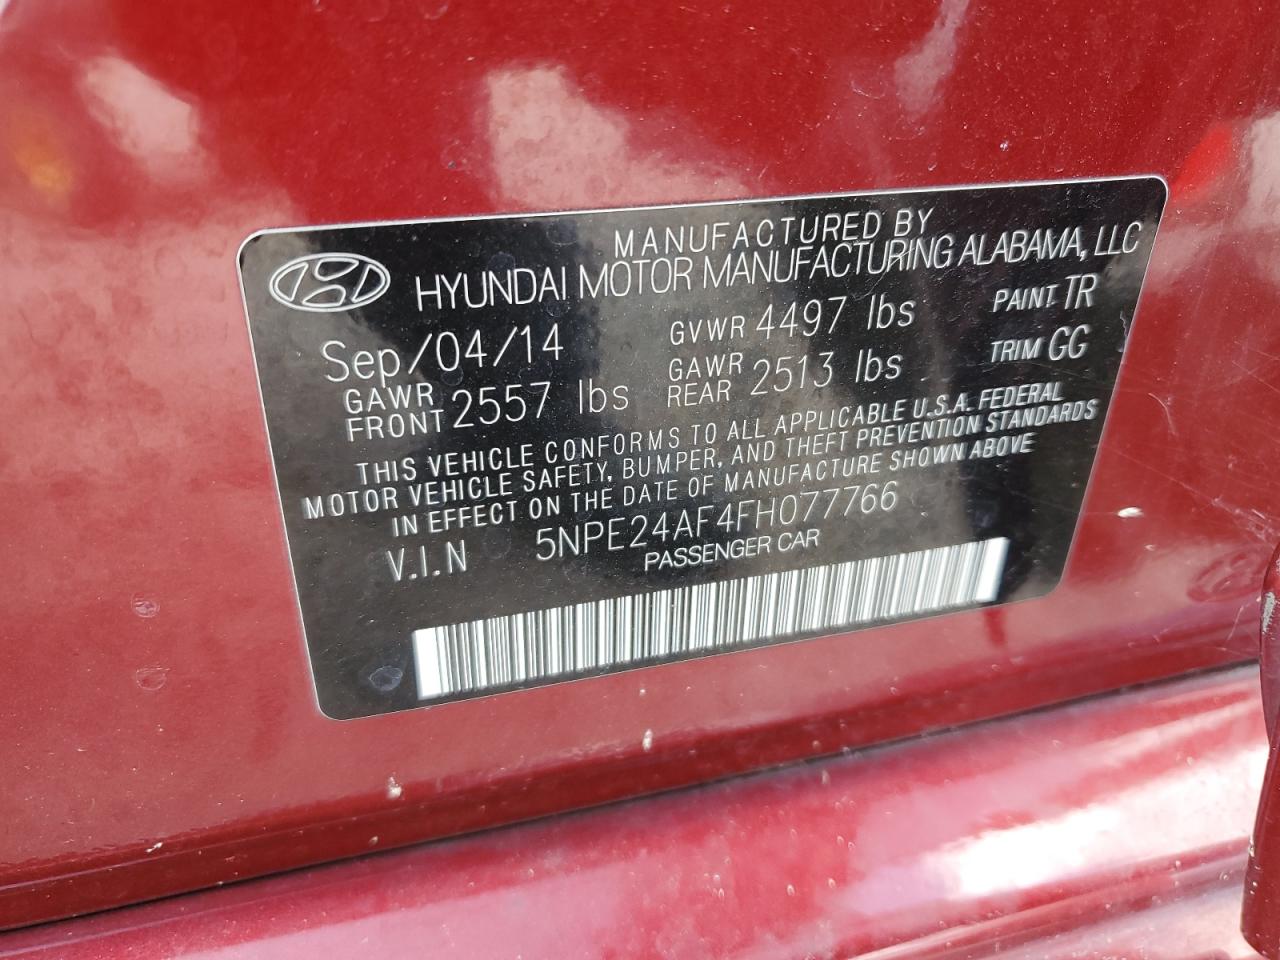 MANUFACTURED BY
HYUNDAI MOTOR MANUFACTURING ALABAMA, LLC
Sep/04/14 GVWR 4497 lbs PAINT TR
GAWR FRONT 2557 lbs GAWR REAR 2513 lbs TRIM GG
THIS VEHICLE CONFORMS TO ALL APPLICABLE U.S.A. FEDERAL
MOTOR VEHICLE SAFETY, BUMPER, AND THEFT PREVENTION STANDARDS
IN EFFECT ON THE DATE OF MANUFACTURE SHOWN ABOVE
V.I.N 5NPE24AF4FH077766
PASSENGER CAR